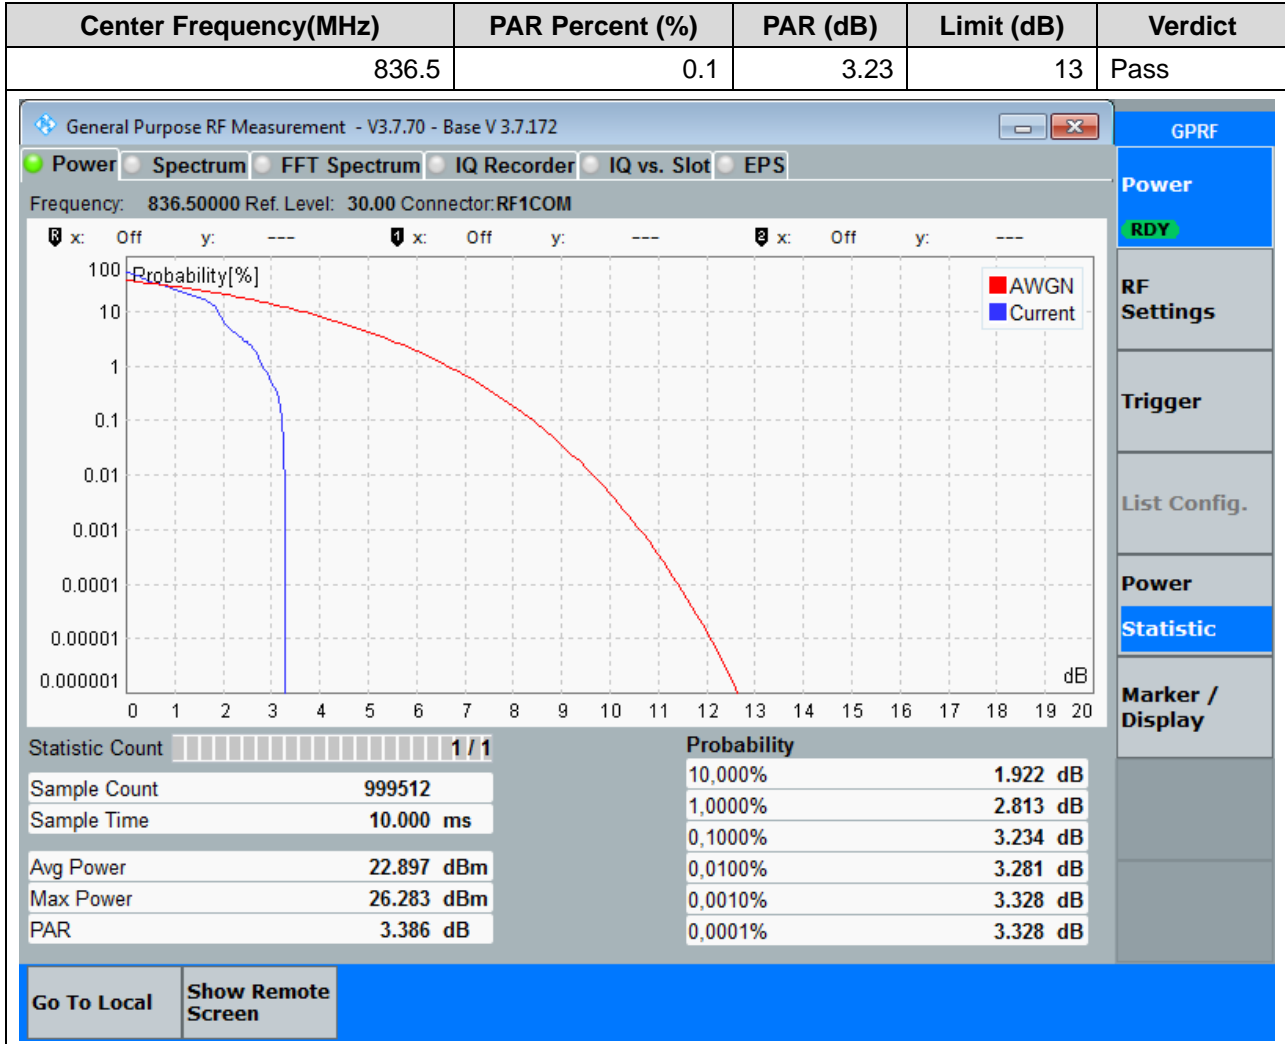 Center Frequency(MHz) PAR Percent (%) PAR (dB) Limit (dB) Verdict
836.5 0.1 3.23 13 Pass
General Purpose RF Measurement - V3.7.70 - Base V 3.7.172
GPRF
Power Spectrum FFT Spectrum IQ Recorder IQ vs. Slot EPS
Frequency: 836.50000 Ref. Level: 30.00 Connector: RF1COM
R x: Off y: --- 1 x: Off y: --- 2 x: Off y: ---
Probability[%]
AWGN
Current
100
10
1
0.1
0.01
0.001
0.0001
0.00001
0.000001
dB
0 1 2 3 4 5 6 7 8 9 10 11 12 13 14 15 16 17 18 19 20
Statistic Count 1 / 1
Sample Count 999512
Sample Time 10.000 ms
Avg Power 22.897 dBm
Max Power 26.283 dBm
PAR 3.386 dB
Probability
10,000% 1.922 dB
1,0000% 2.813 dB
0,1000% 3.234 dB
0,0100% 3.281 dB
0,0010% 3.328 dB
0,0001% 3.328 dB
Power
RDY
RF
Settings
Trigger
List Config.
Power
Statistic
Marker /
Display
Go To Local
Show Remote
Screen